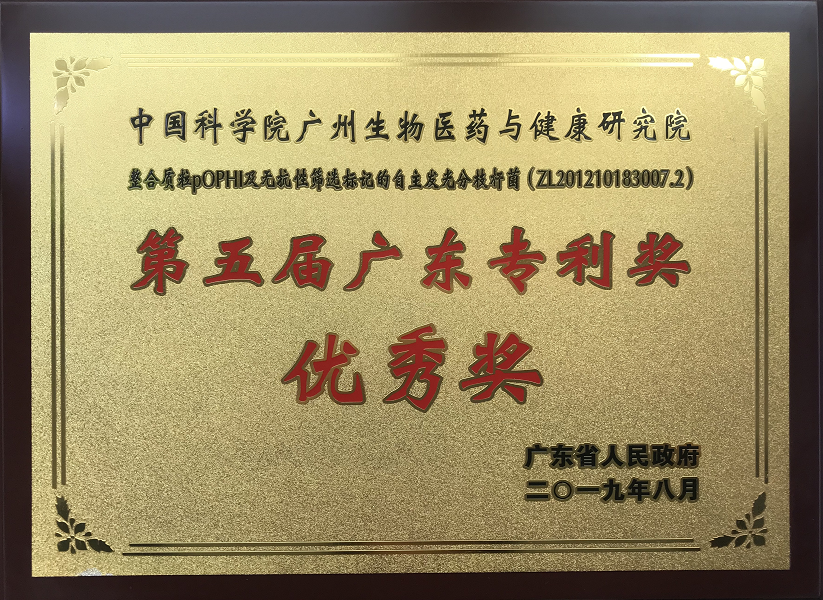 中国科学院广州生物医药与健康研究院
整合质粒pOPHI及无抗性筛选标记的自主发光分枝杆菌（ZL201210183007.2）
第五届广东专利奖
优秀奖
广东省人民政府
二〇一九年八月